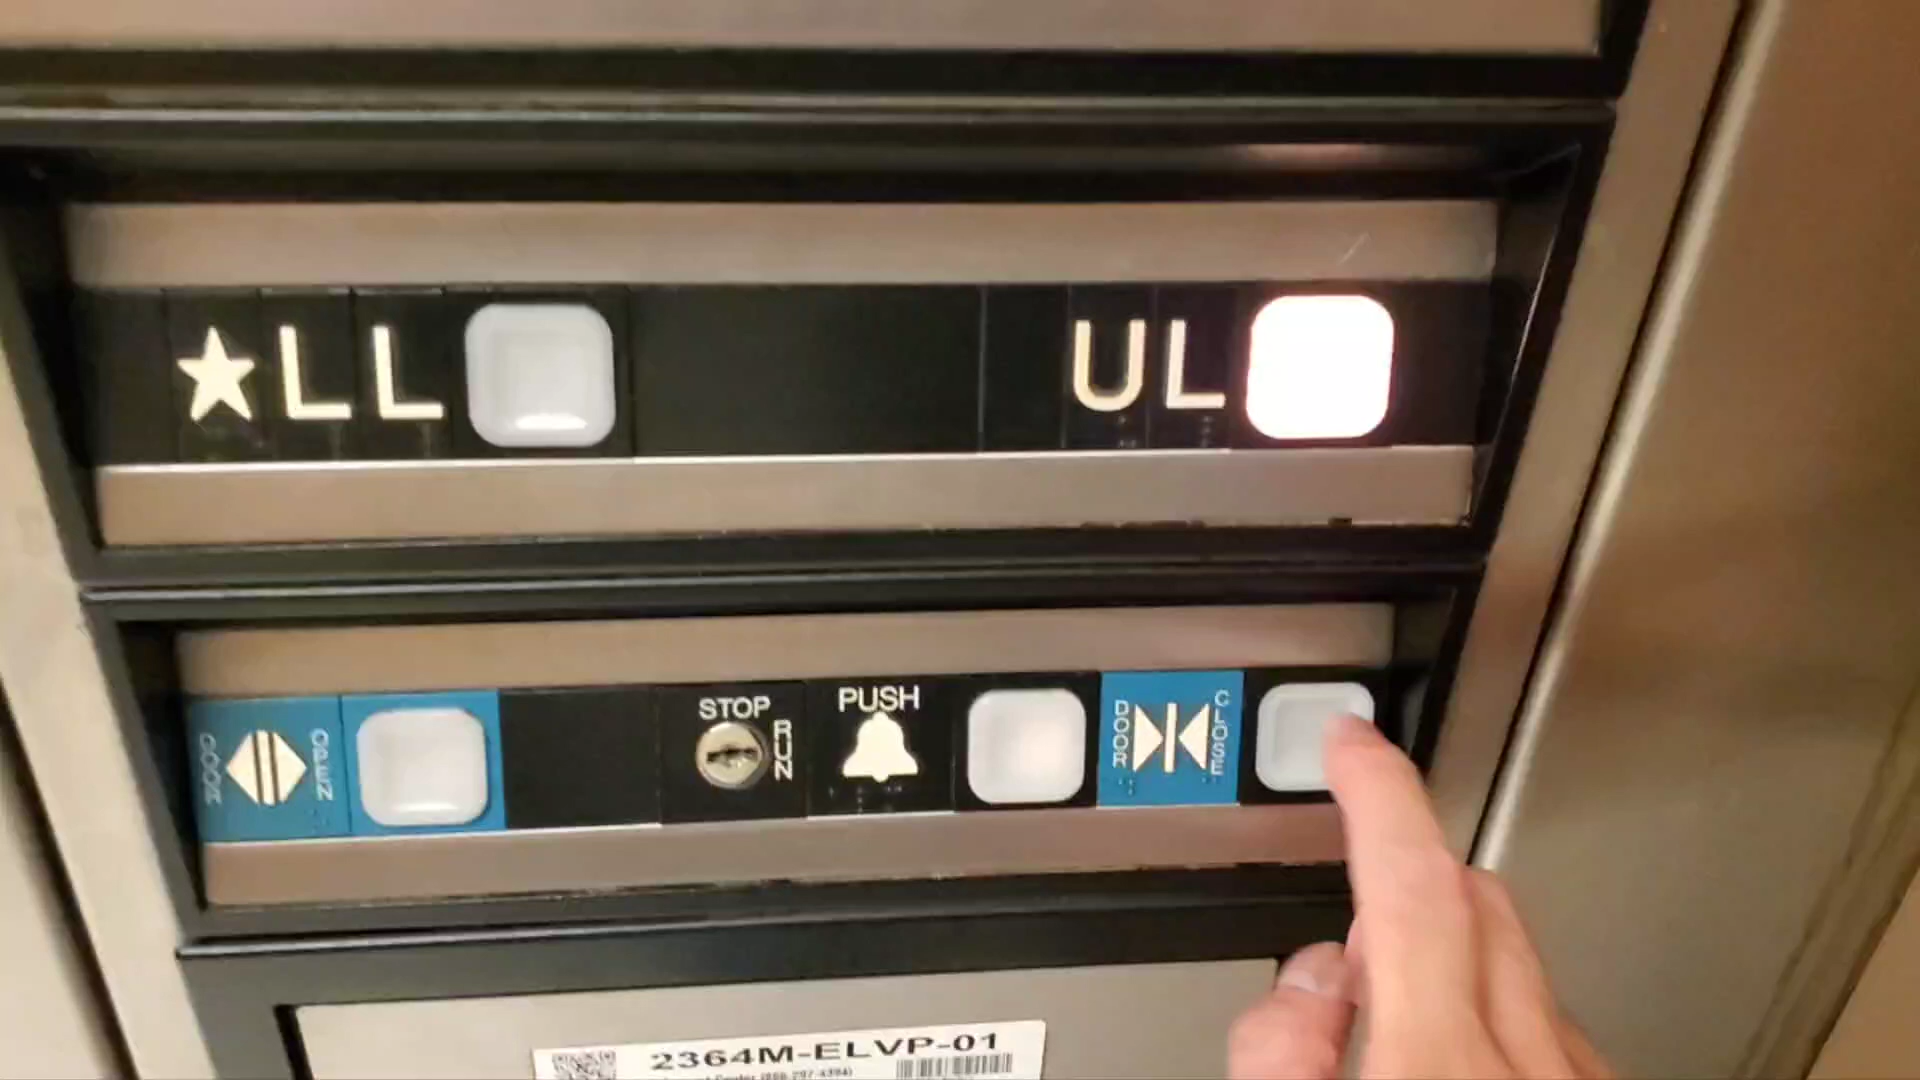 ★LL
UL
DOOR OPEN
STOP RUN
PUSH
DOOR CLOSE
2364M-ELVP-01